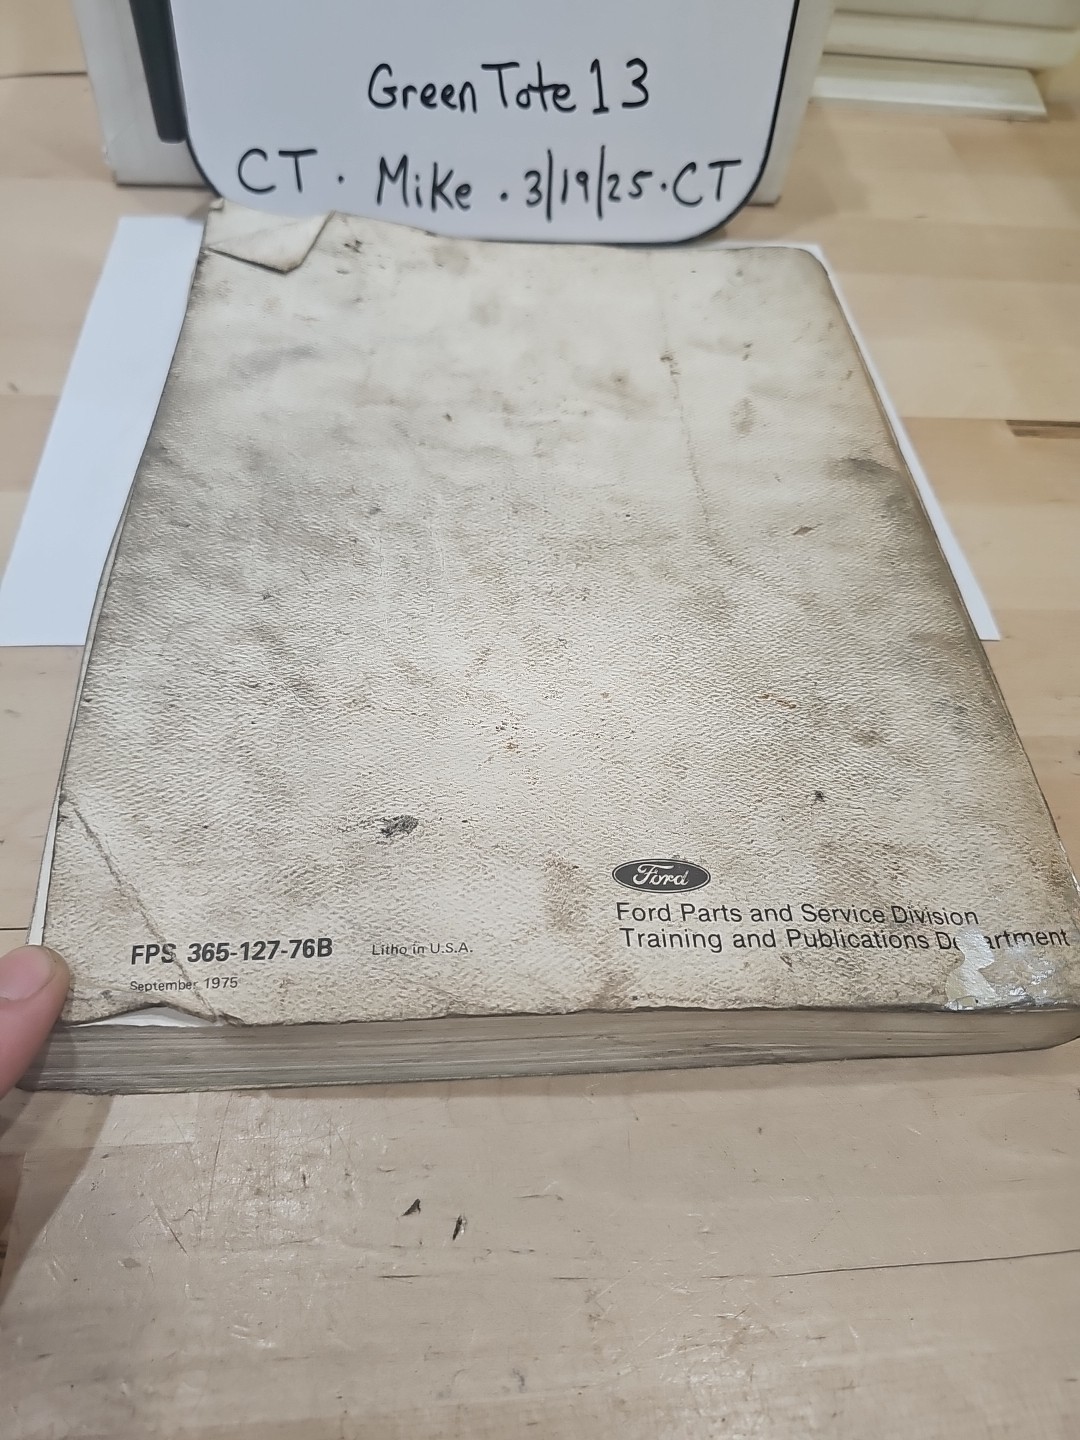 Green Tote 13
CT . Mike . 3/19/25 . CT
Ford
Ford Parts and Service Division
Training and Publications De artment
FPS 365-127-76B Litho in U.S.A.
September 1975